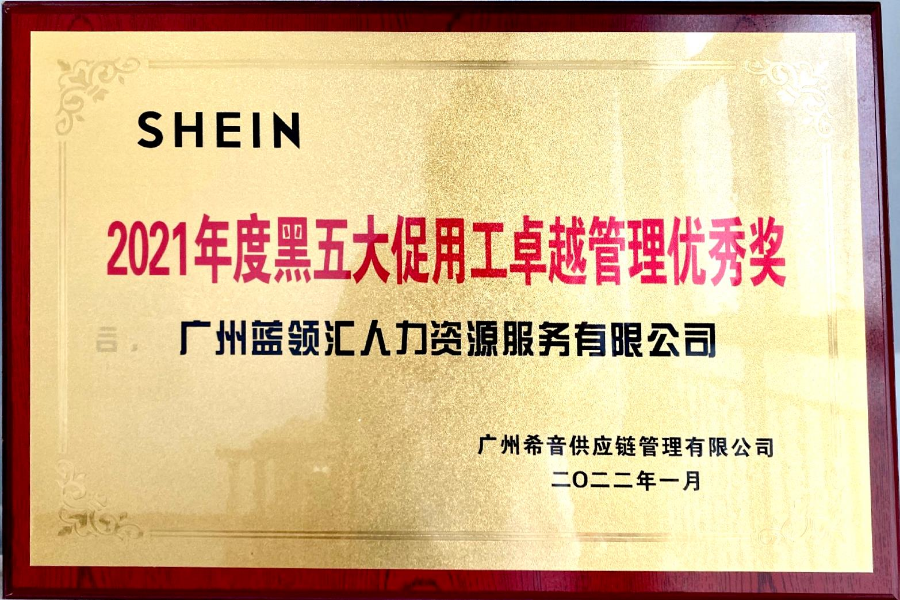 SHEIN
2021年度黑五大促用工卓越管理优秀奖
广州蓝领汇人力资源服务有限公司
广州希音供应链管理有限公司
二〇二二年一月